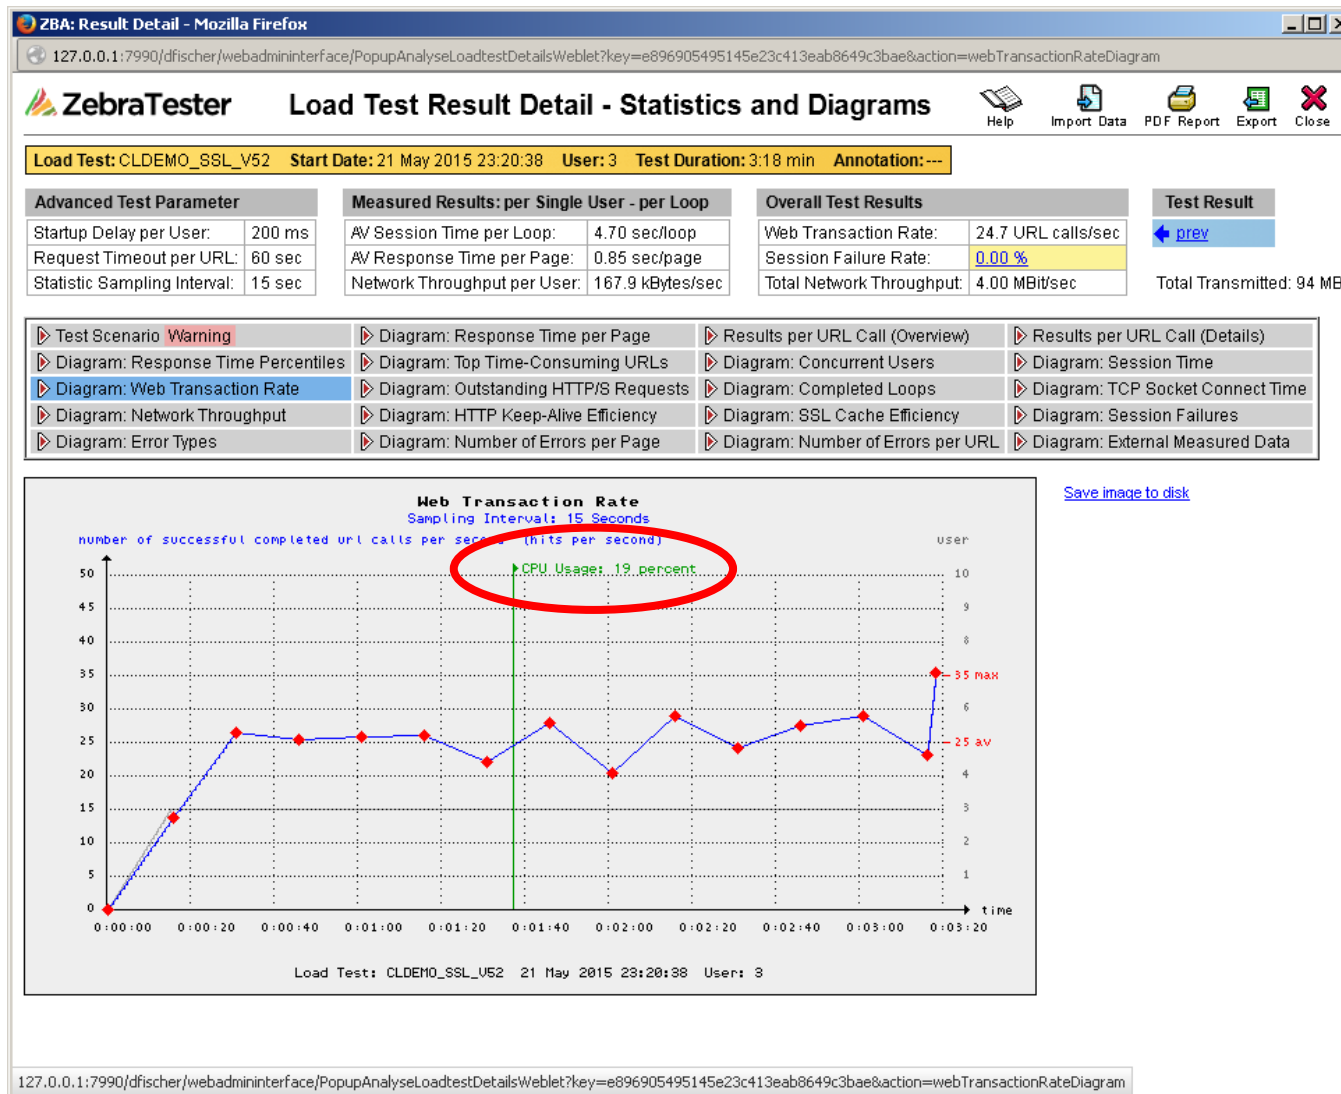 ZBA: Result Detail - Mozilla Firefox
127.0.0.1:7990/dfischer/webadmininterface/PopupAnalyseLoadtestDetailsWeblet?key=e896905495145e23c413eab8649c3bae&action=webTransactionRateDiagram
ZebraTester Load Test Result Detail - Statistics and Diagrams Help Import Data PDF Report Export Close
Load Test: CLDEMO_SSL_V52 Start Date: 21 May 2015 23:20:38 User: 3 Test Duration: 3:18 min Annotation: ---
Advanced Test Parameter Measured Results: per Single User - per Loop Overall Test Results Test Result
Startup Delay per User: 200 ms AV Session Time per Loop: 4.70 sec/loop Web Transaction Rate: 24.7 URL calls/sec prev
Request Timeout per URL: 60 sec AV Response Time per Page: 0.85 sec/page Session Failure Rate: 0.00 %
Statistic Sampling Interval: 15 sec Network Throughput per User: 167.9 kBytes/sec Total Network Throughput: 4.00 MBit/sec Total Transmitted: 94 MB
Test Scenario Warning Diagram: Response Time per Page Results per URL Call (Overview) Results per URL Call (Details)
Diagram: Response Time Percentiles Diagram: Top Time-Consuming URLs Diagram: Concurrent Users Diagram: Session Time
Diagram: Web Transaction Rate Diagram: Outstanding HTTP/S Requests Diagram: Completed Loops Diagram: TCP Socket Connect Time
Diagram: Network Throughput Diagram: HTTP Keep-Alive Efficiency Diagram: SSL Cache Efficiency Diagram: Session Failures
Diagram: Error Types Diagram: Number of Errors per Page Diagram: Number of Errors per URL Diagram: External Measured Data
Save image to disk
Web Transaction Rate
Sampling Interval: 15 Seconds
number of successful completed url calls per second (hits per second) user
CPU Usage: 19 percent
50 10
45 9
40 8
35 35 max
30 6
25 25 av
20 4
15 3
10 2
5 1
0 time
0:00:00 0:00:20 0:00:40 0:01:00 0:01:20 0:01:40 0:02:00 0:02:20 0:02:40 0:03:00 0:03:20
Load Test: CLDEMO_SSL_V52 21 May 2015 23:20:38 User: 3
127.0.0.1:7990/dfischer/webadmininterface/PopupAnalyseLoadtestDetailsWeblet?key=e896905495145e23c413eab8649c3bae&action=webTransactionRateDiagram